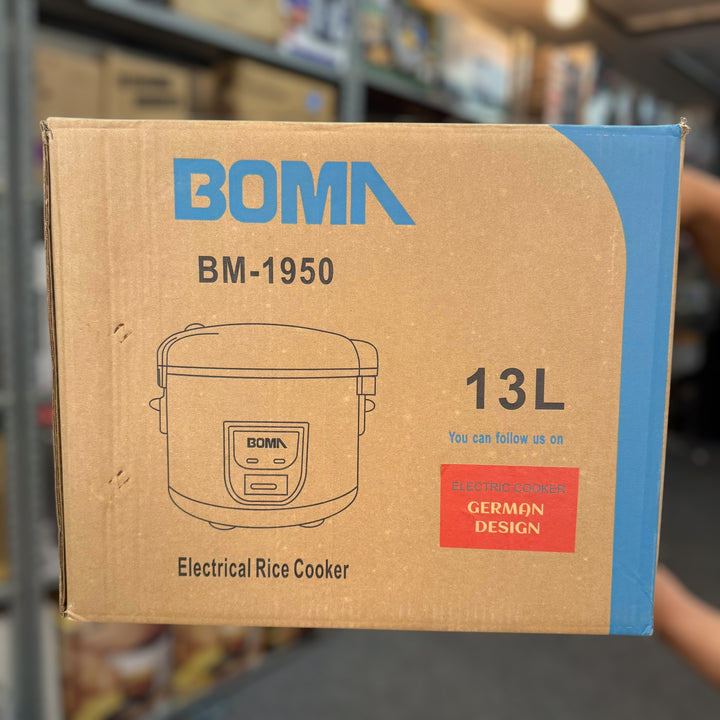 BOMA
BM-1950
13L
You can follow us on
BOMA
ELECTRIC COOKER
GERMAN
DESIGN
Electrical Rice Cooker